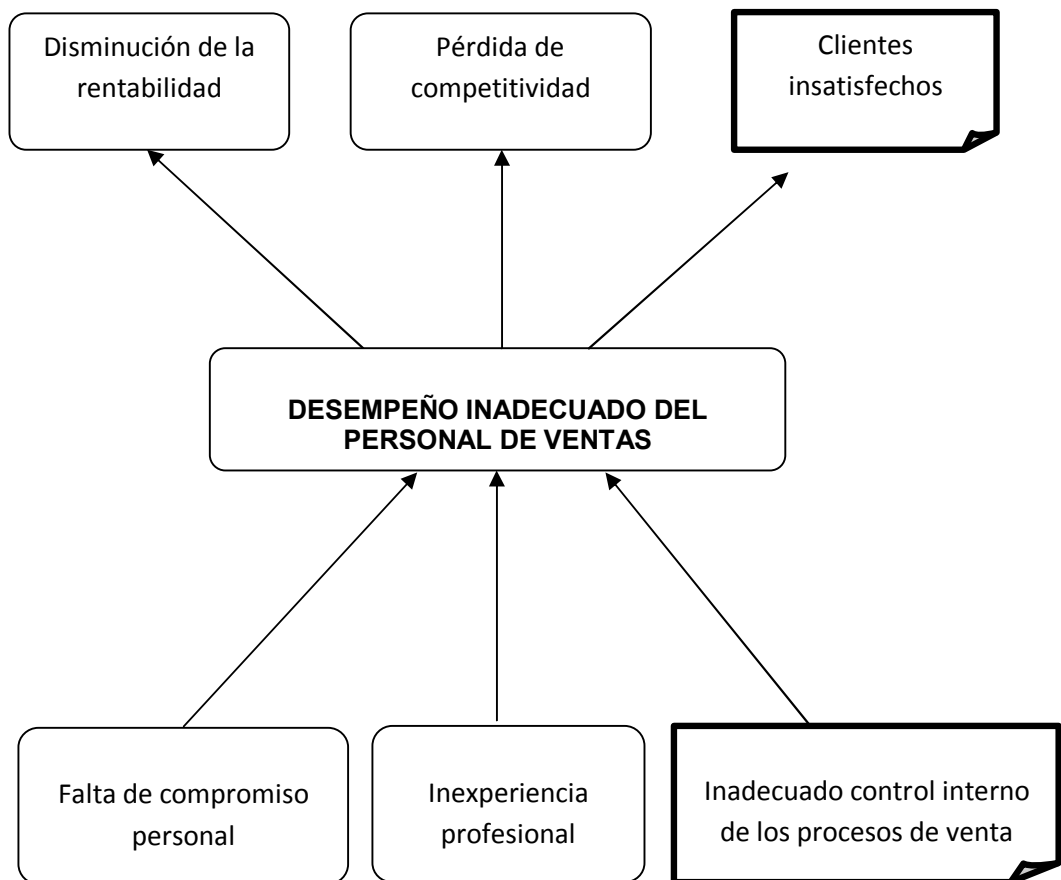 Disminución de la
rentabilidad
Pérdida de
competitividad
Clientes
insatisfechos
DESEMPEÑO INADECUADO DEL
PERSONAL DE VENTAS
Falta de compromiso
personal
Inexperiencia
profesional
Inadecuado control interno
de los procesos de venta